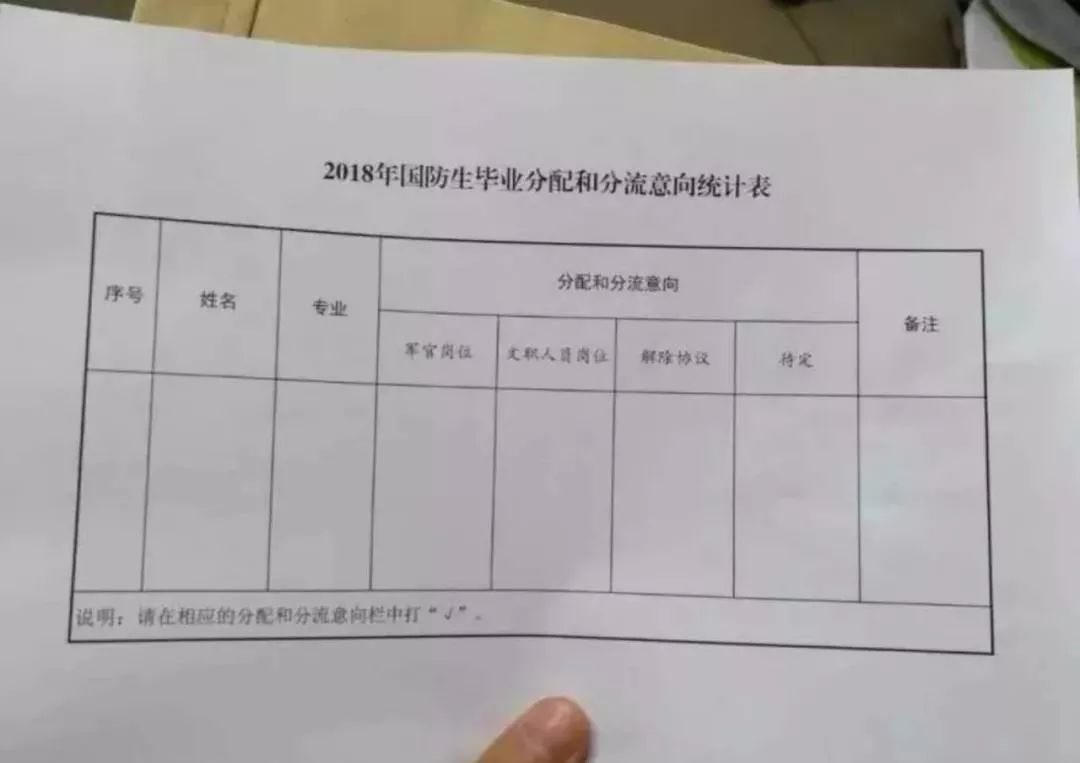 2018年国防生毕业分配和分流意向统计表
序号 姓名 专业 分配和分流意向 备注
军官岗位 文职人员岗位 解除协议 待定
说明：请在相应的分配和分流意向栏中打“√”。